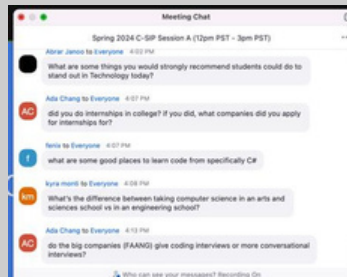 Meeting Chat
Spring 2024 C-SIP Session A (12pm PST - 3pm PST)
Abrar Janoo to Everyone 4:02 PM
What are some things you would strongly recommend students could do to
stand out in Technology today?
Ada Chang to Everyone 4:07 PM
AC
did you do internships in college? if you did, what companies did you apply
for internships for?
fenix to Everyone 4:07 PM
f
what are some good places to learn code from specifically C#
kyra monti to Everyone 4:08 PM
km
What's the difference between taking computer science in an arts and
sciences school vs in an engineering school?
Ada Chang to Everyone 4:13 PM
AC
do the big companies (FAANG) give coding interviews or more conversational
interviews?
Who can see your messages? Recording On